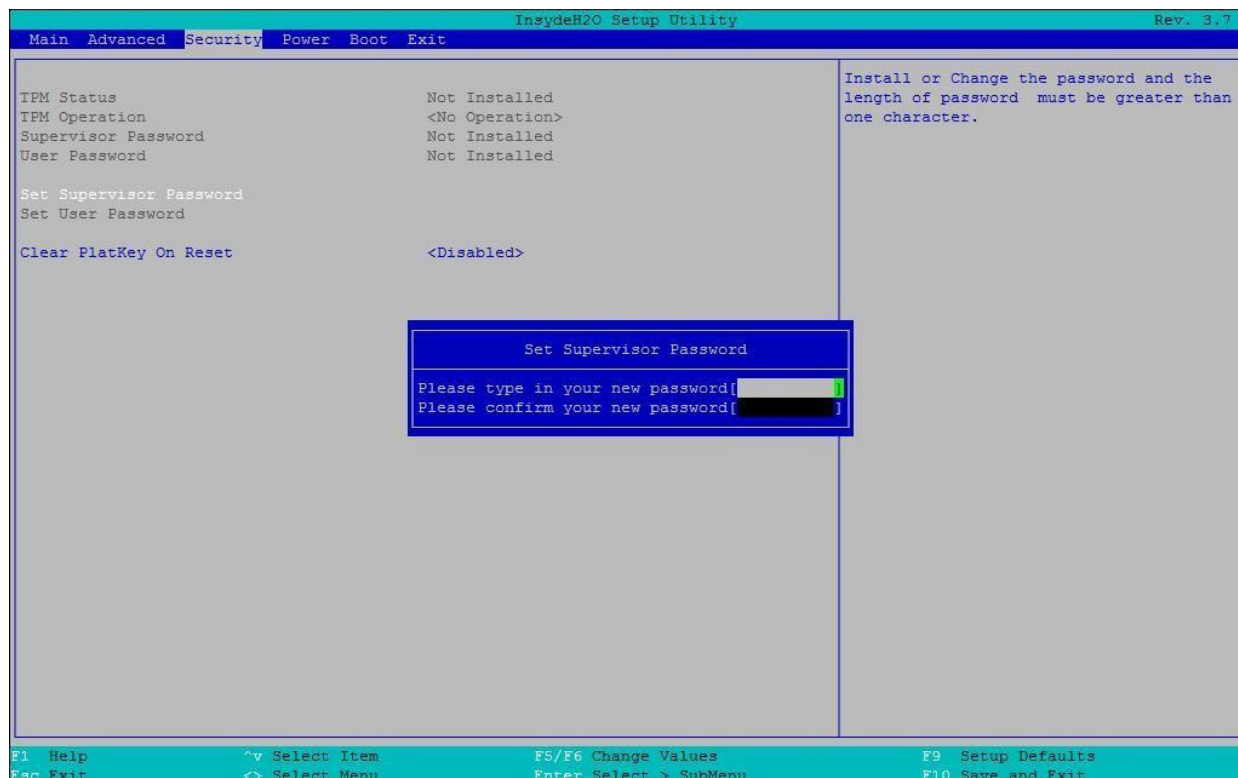 InsydeH2O Setup Utility Rev. 3.7
Main Advanced Security Power Boot Exit
TPM Status Not Installed
TPM Operation <No Operation>
Supervisor Password Not Installed
User Password Not Installed
Set Supervisor Password
Set User Password
Clear PlatKey On Reset <Disabled>
Install or Change the password and the
length of password must be greater than
one character.
Set Supervisor Password
Please type in your new password[ ]
Please confirm your new password[ ]
F1 Help ^v Select Item F5/F6 Change Values F9 Setup Defaults
Esc Exit <> Select Menu Enter Select > SubMenu F10 Save and Exit